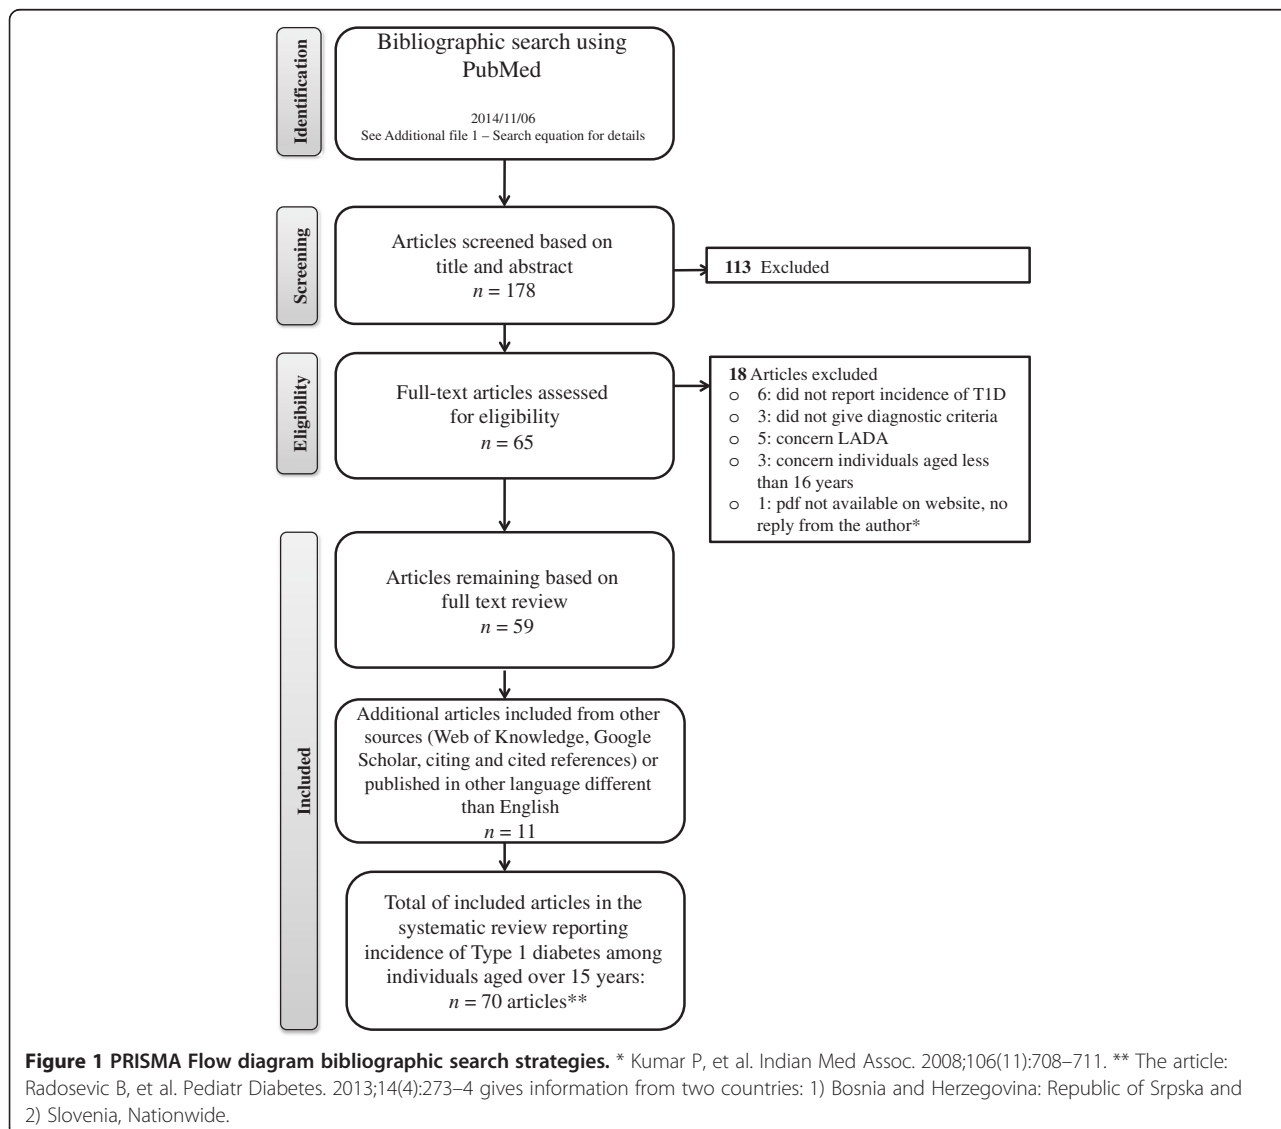 Identification
Bibliographic search using
PubMed
2014/11/06
See Additional file 1 – Search equation for details
Screening
Articles screened based on
title and abstract
n = 178
113 Excluded
Eligibility
Full-text articles assessed
for eligibility
n = 65
18 Articles excluded
o 6: did not report incidence of T1D
o 3: did not give diagnostic criteria
o 5: concern LADA
o 3: concern individuals aged less
than 16 years
o 1: pdf not available on website, no
reply from the author*
Included
Articles remaining based on
full text review
n = 59
Additional articles included from other
sources (Web of Knowledge, Google
Scholar, citing and cited references) or
published in other language different
than English
n = 11
Total of included articles in the
systematic review reporting
incidence of Type 1 diabetes among
individuals aged over 15 years:
n = 70 articles**
Figure 1 PRISMA Flow diagram bibliographic search strategies. * Kumar P, et al. Indian Med Assoc. 2008;106(11):708–711. ** The article:
Radosevic B, et al. Pediatr Diabetes. 2013;14(4):273–4 gives information from two countries: 1) Bosnia and Herzegovina: Republic of Srpska and
2) Slovenia, Nationwide.